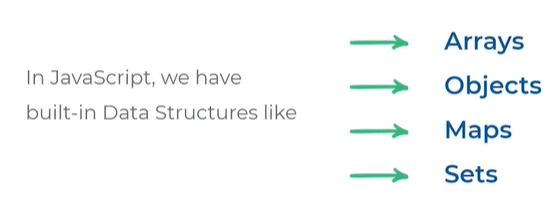 In JavaScript, we have
built-in Data Structures like
Arrays
Objects
Maps
Sets